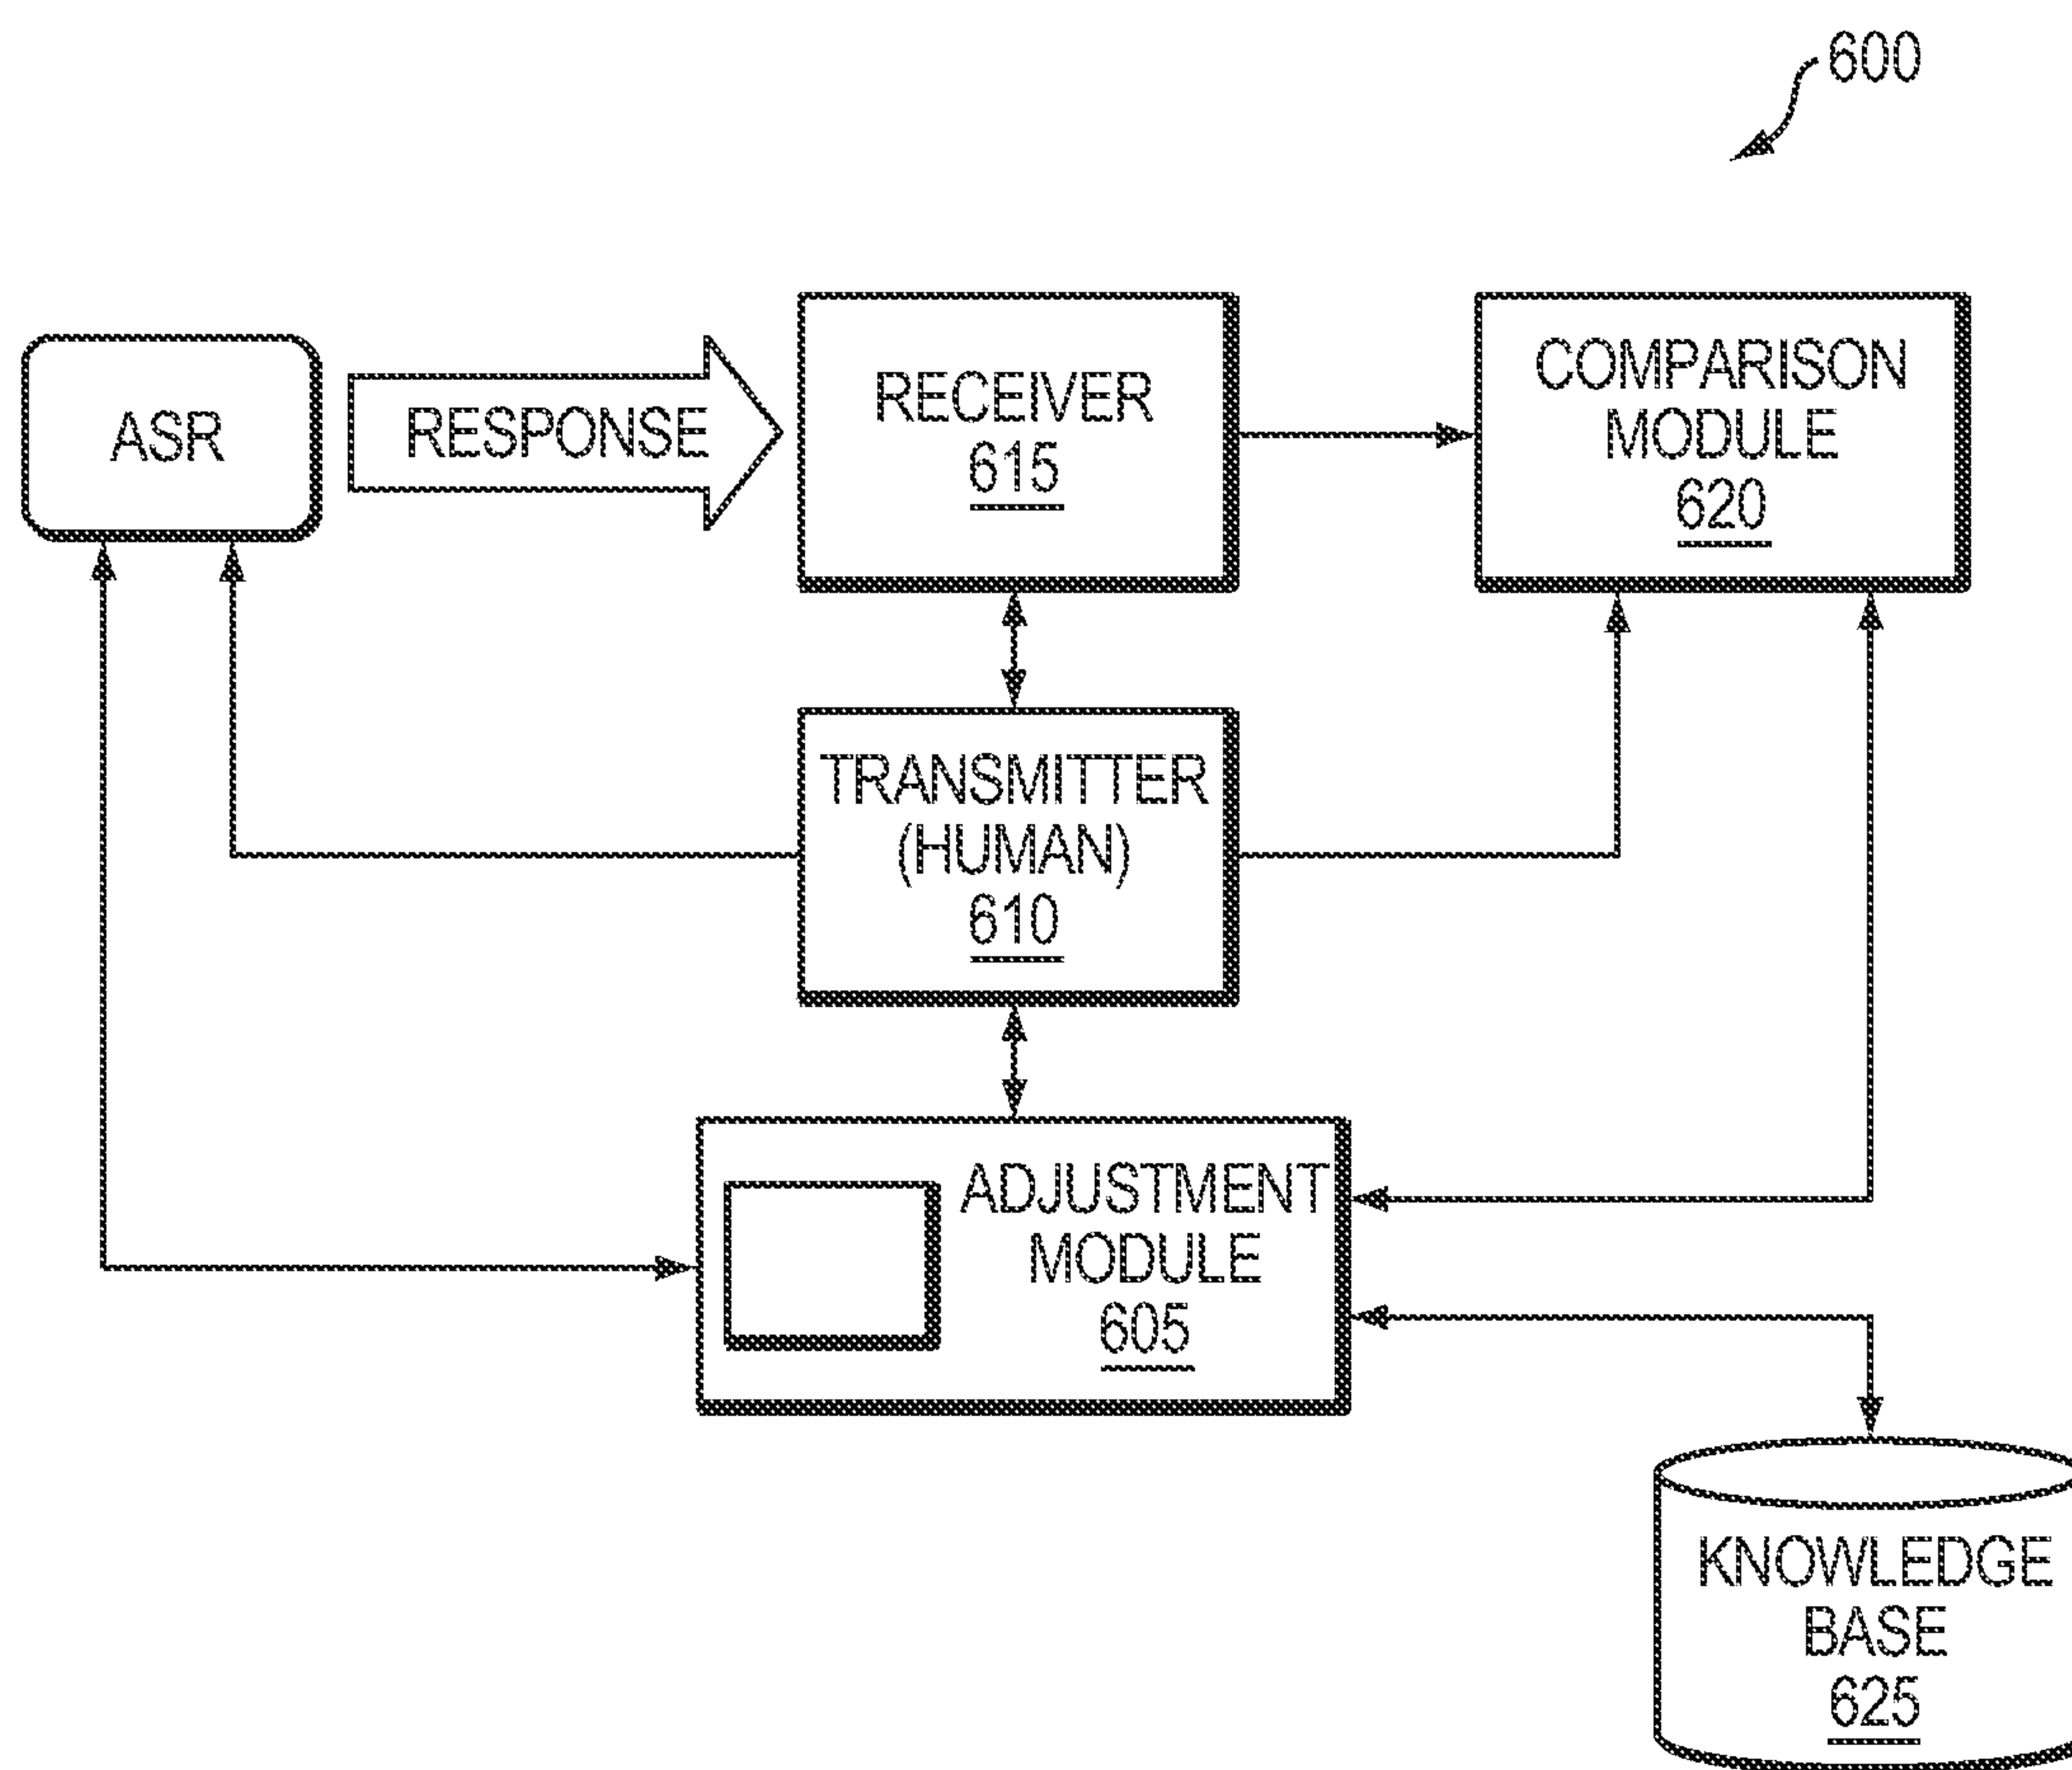 600
ASR
RESPONSE
RECEIVER
615
COMPARISON
MODULE
620
TRANSMITTER
(HUMAN)
610
ADJUSTMENT
MODULE
605
KNOWLEDGE
BASE
625